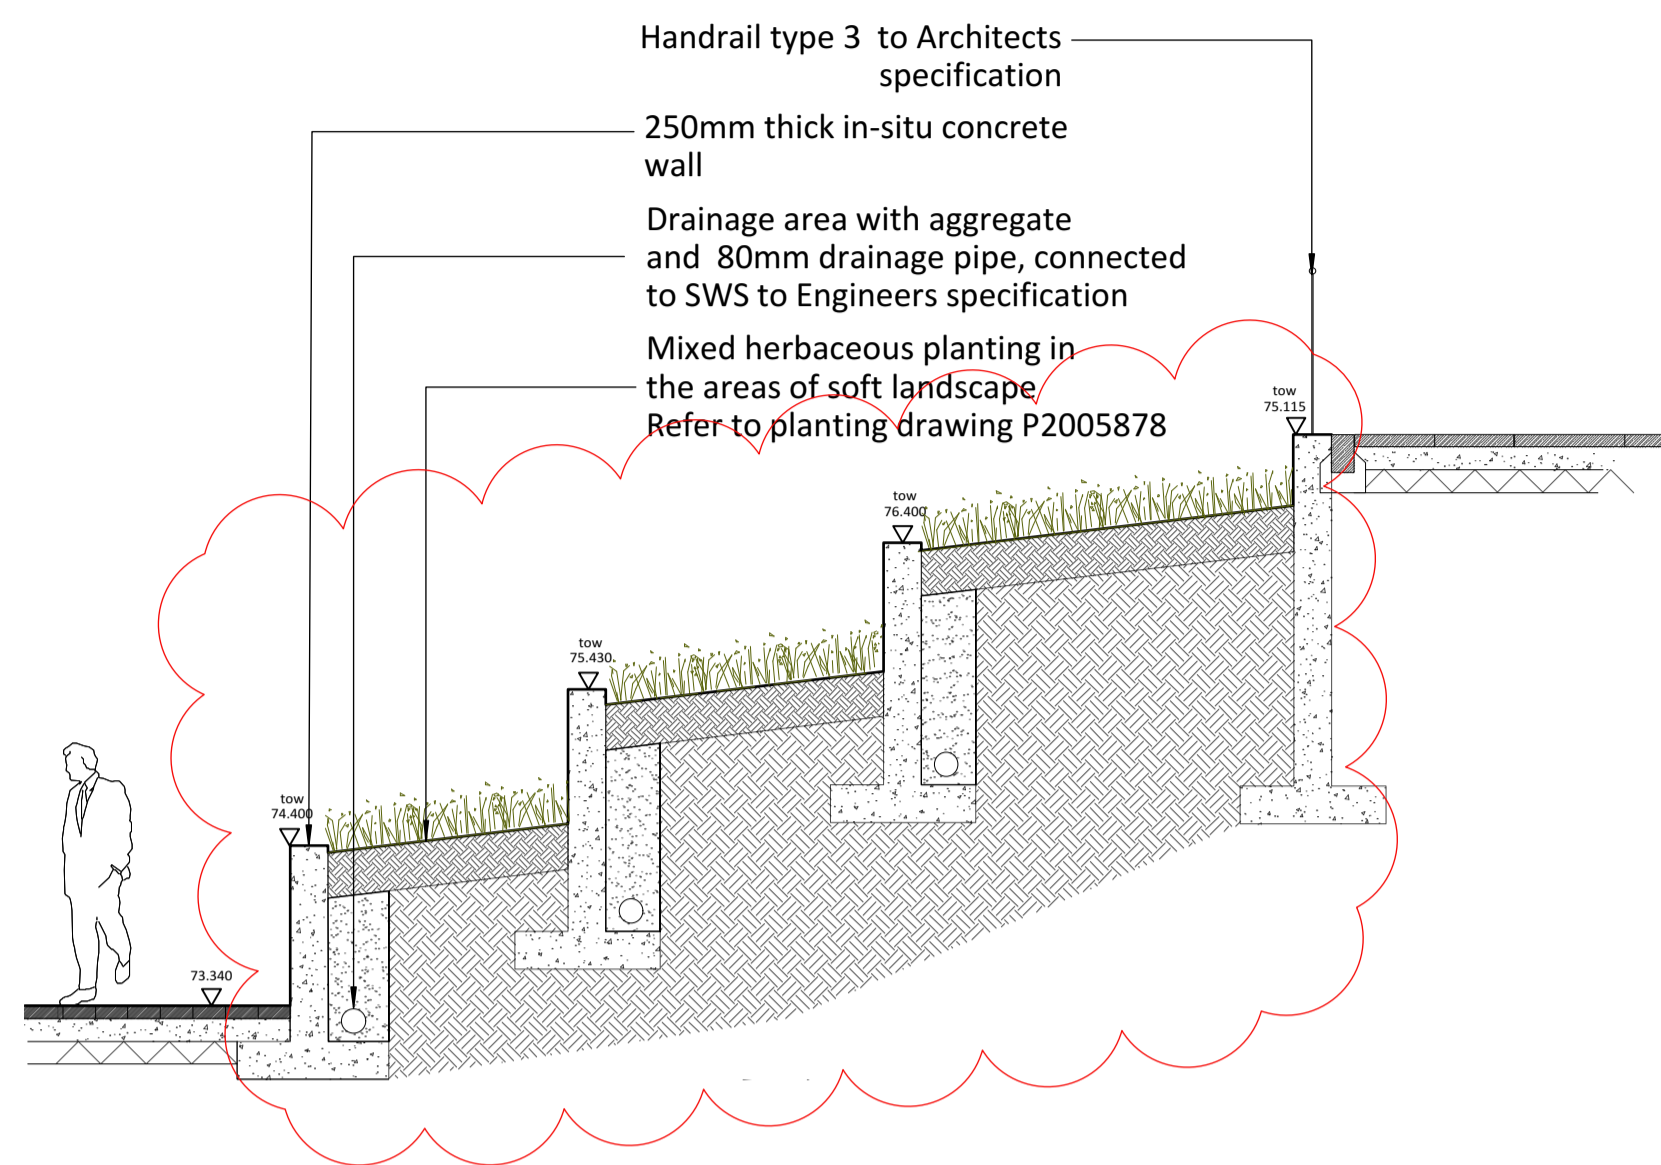 Handrail type 3 to Architects
specification
250mm thick in-situ concrete
wall
Drainage area with aggregate
and 80mm drainage pipe, connected
to SWS to Engineers specification
Mixed herbaceous planting in
the areas of soft landscape
Refer to planting drawing P2005878
tow
75.115
tow
76.400
tow
75.430
tow
74.400
73.340